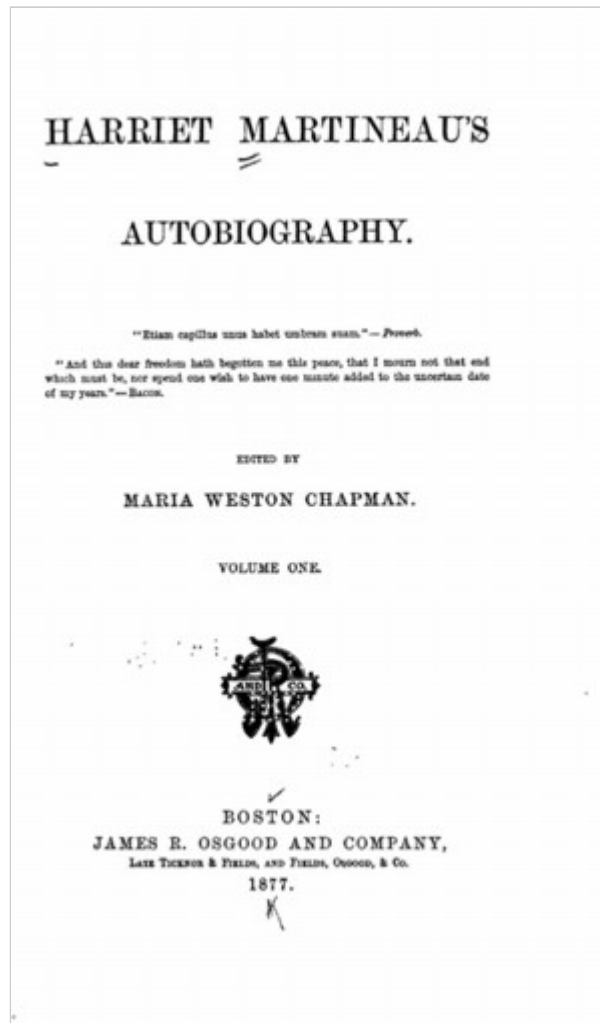 HARRIET MARTINEAU'S
AUTOBIOGRAPHY.
"Etiam capillus unus habet umbram suam."—Proverb.
"And this dear freedom hath begotten me this peace, that I mourn not that end
which must be, nor spend one wish to have one minute added to the uncertain date
of my years."—BACON.
EDITED BY
MARIA WESTON CHAPMAN.
VOLUME ONE.
AND CO.
BOSTON:
JAMES R. OSGOOD AND COMPANY,
LATE TICKNOR & FIELDS, AND FIELDS, OSGOOD, & CO.
1877.